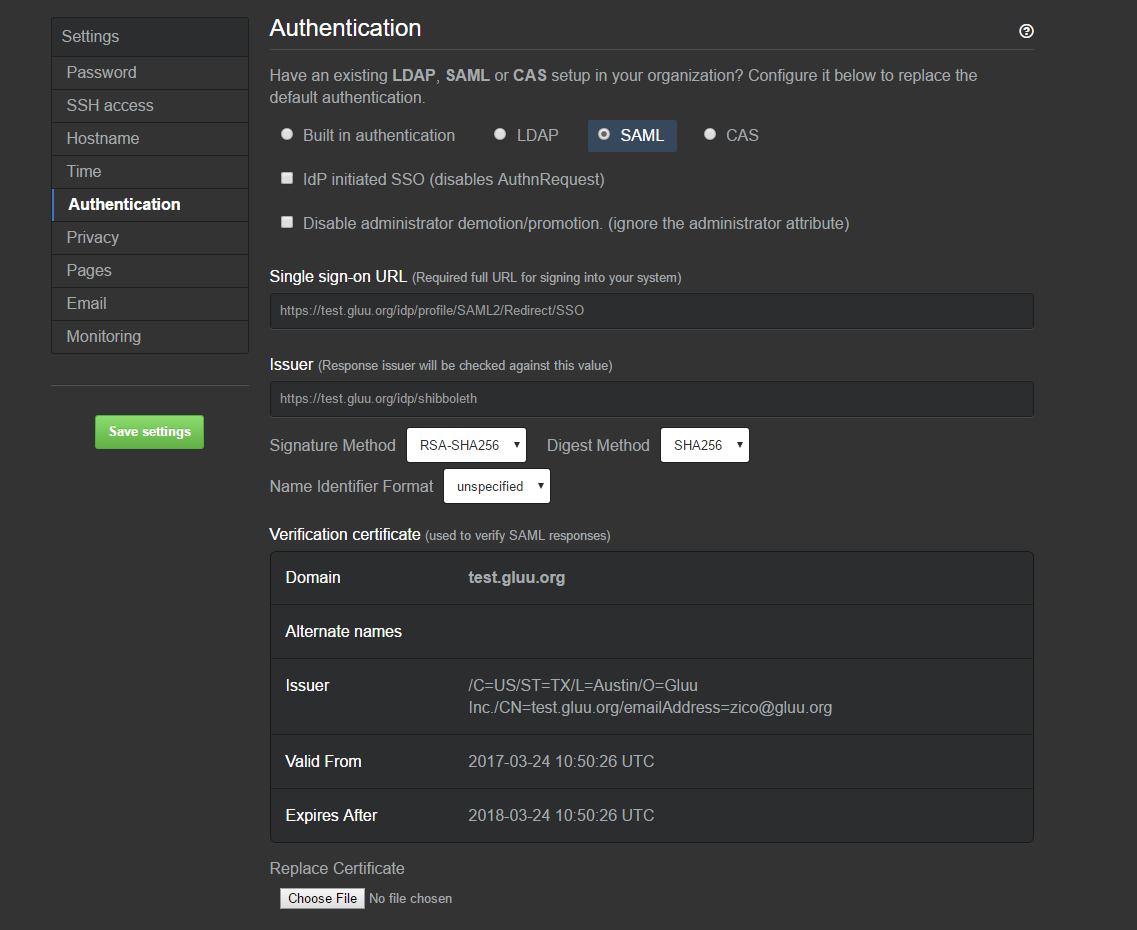 Settings
Password
SSH access
Hostname
Time
Authentication
Privacy
Pages
Email
Monitoring
Save settings
Authentication
Have an existing LDAP, SAML or CAS setup in your organization? Configure it below to replace the
default authentication.
Built in authentication LDAP SAML CAS
IdP initiated SSO (disables AuthnRequest)
Disable administrator demotion/promotion. (ignore the administrator attribute)
Single sign-on URL (Required full URL for signing into your system)
https://test.gluu.org/idp/profile/SAML2/Redirect/SSO
Issuer (Response issuer will be checked against this value)
https://test.gluu.org/idp/shibboleth
Signature Method RSA-SHA256 Digest Method SHA256
Name Identifier Format unspecified
Verification certificate (used to verify SAML responses)
Domain test.gluu.org
Alternate names
Issuer /C=US/ST=TX/L=Austin/O=Gluu
Inc./CN=test.gluu.org/emailAddress=zico@gluu.org
Valid From 2017-03-24 10:50:26 UTC
Expires After 2018-03-24 10:50:26 UTC
Replace Certificate
Choose File No file chosen